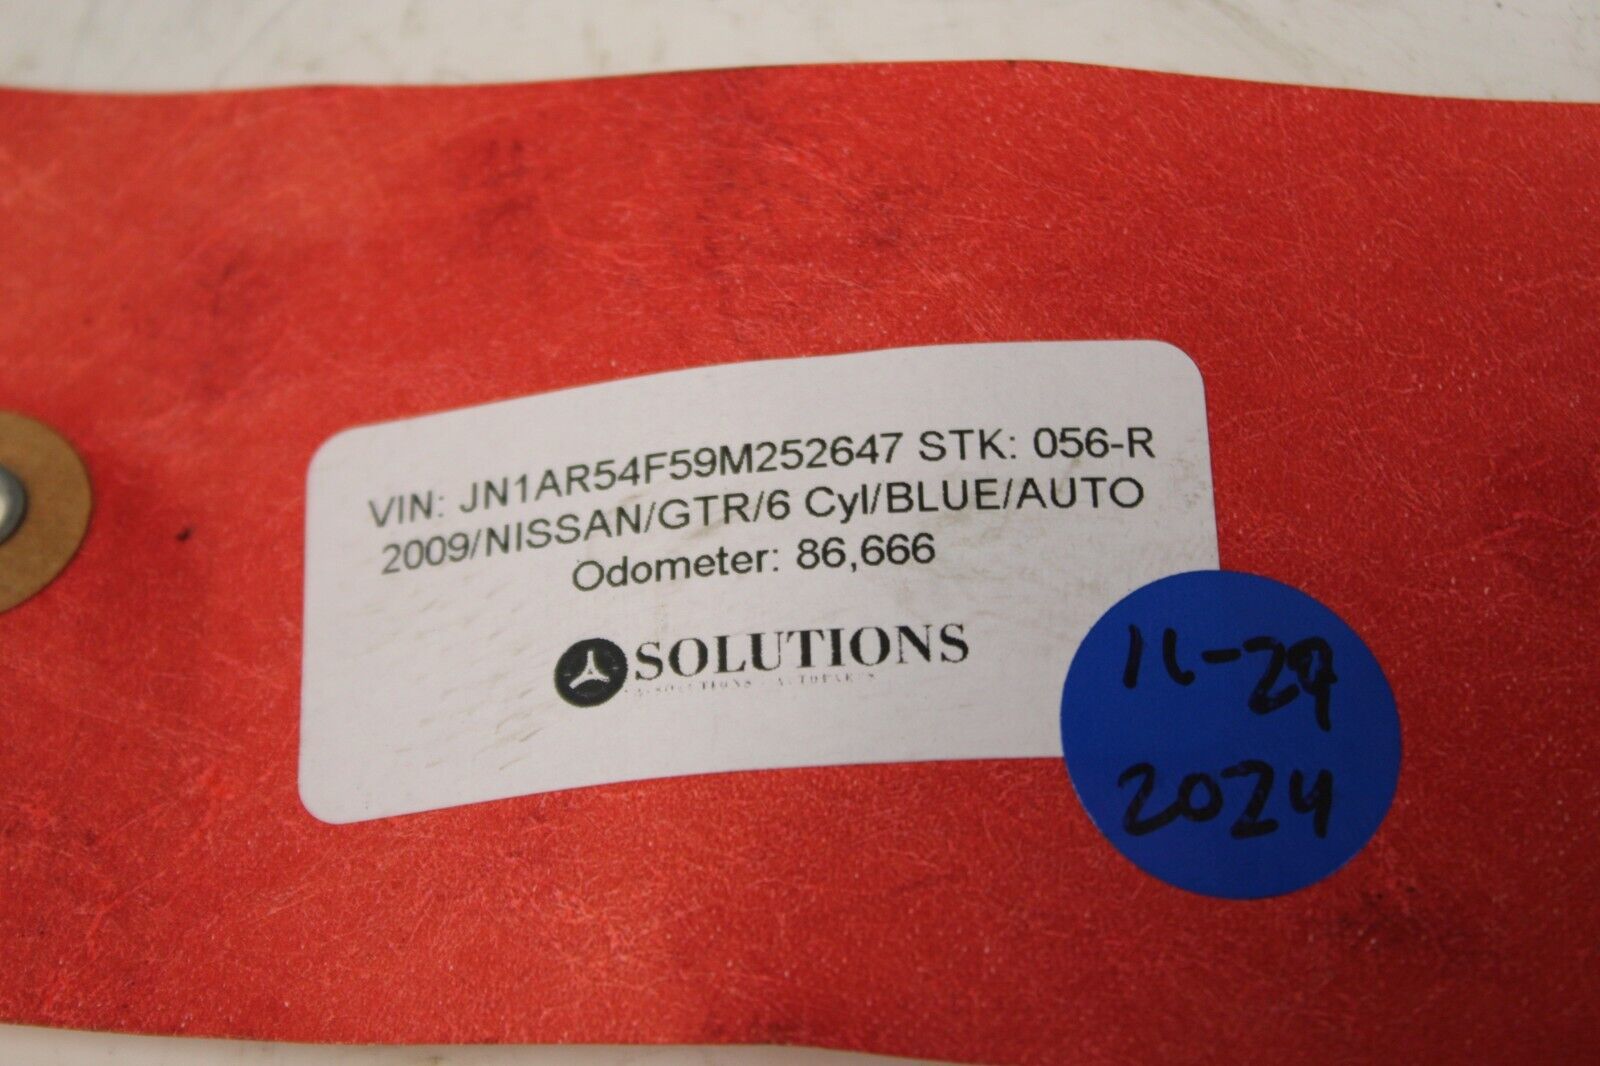 VIN: JN1AR54F59M252647 STK: 056-R
2009/NISSAN/GTR/6 Cyl/BLUE/AUTO
Odometer: 86,666
SOLUTIONS
11-29
2024